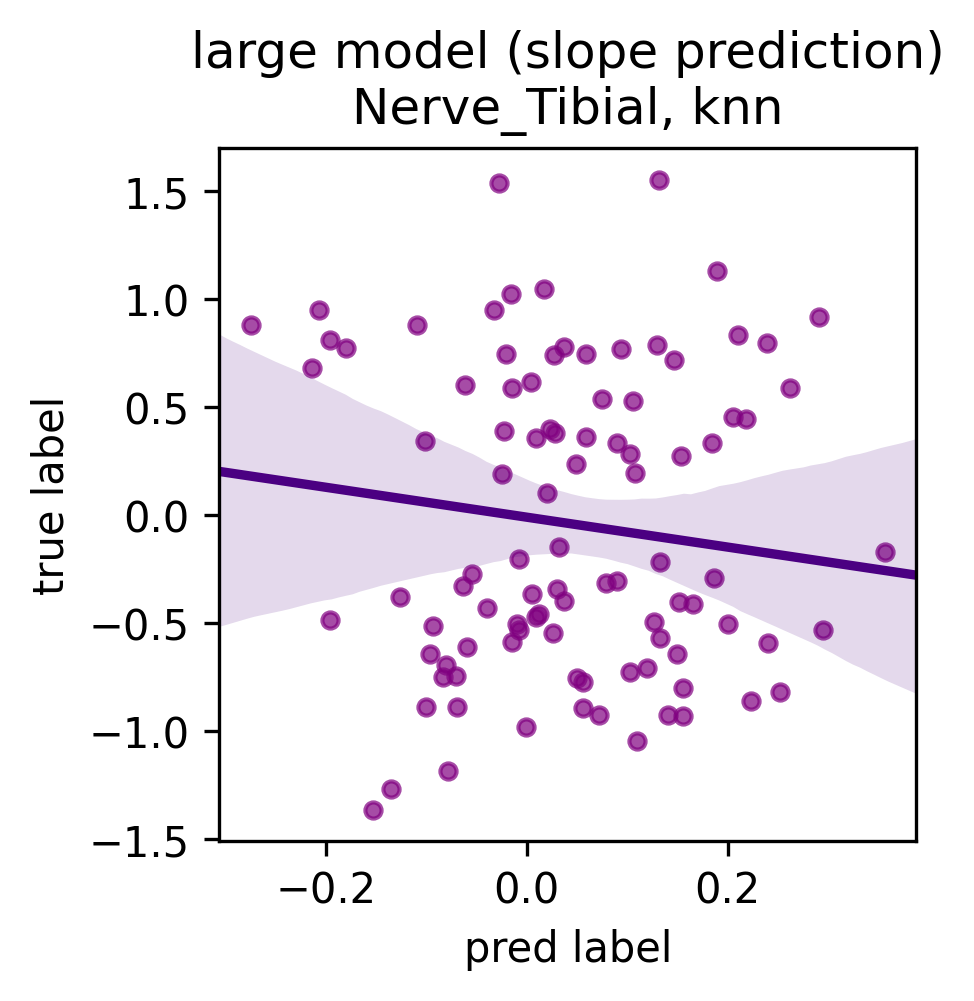 large model (slope prediction)
Nerve_Tibial, knn
1.5
1.0
0.5
0.0
−0.5
−1.0
−1.5
true label
−0.2
0.0
0.2
pred label